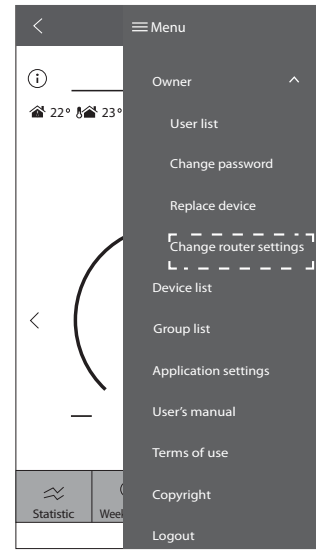 Menu
Owner
22° 23°
User list
Change password
Replace device
Change router settings
Device list
Group list
Application settings
User's manual
Terms of use
Statistic Week
Copyright
Logout